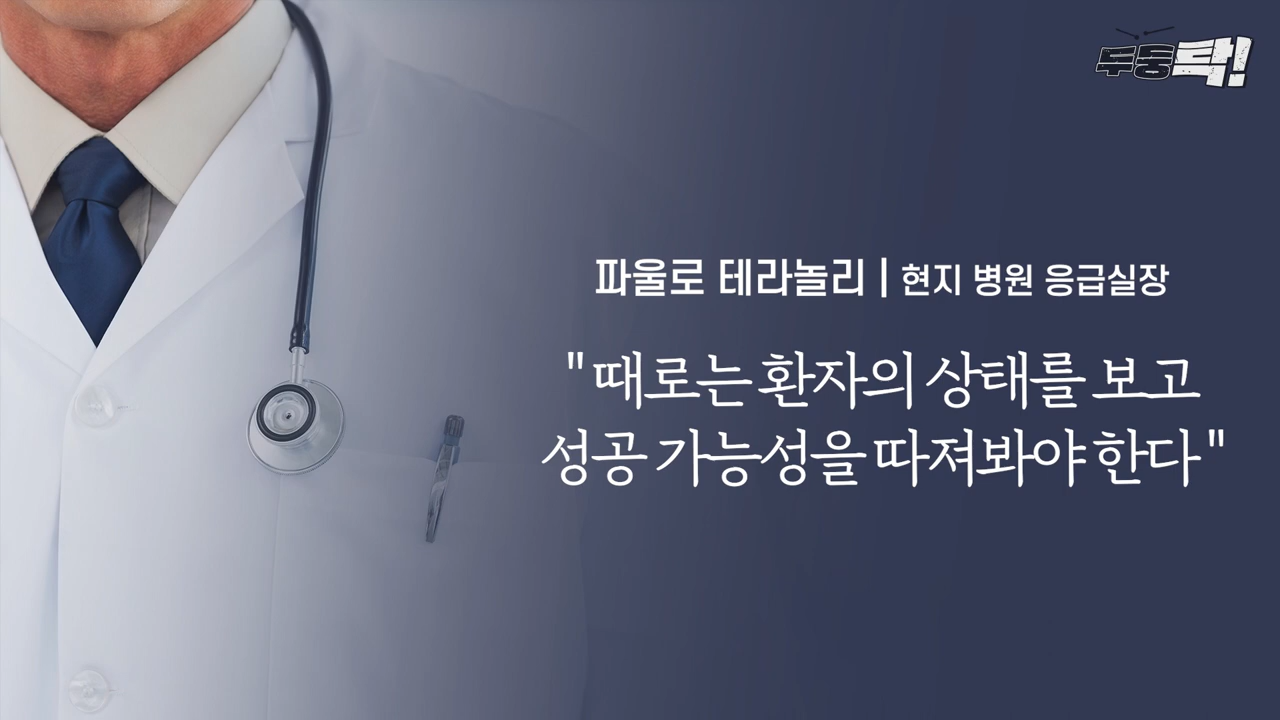 두둥탁!
파울로 테라놀리 | 현지 병원 응급실장
"때로는 환자의 상태를 보고
성공 가능성을 따져봐야 한다"